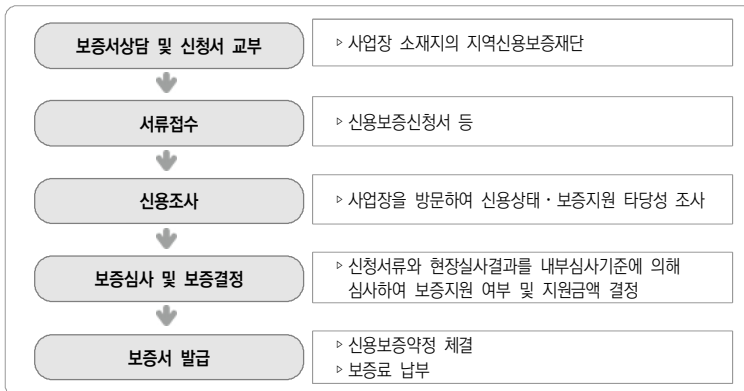 보증서상담 및 신청서 교부
▹ 사업장 소재지의 지역신용보증재단
서류접수
▹ 신용보증신청서 등
신용조사
▹ 사업장을 방문하여 신용상태·보증지원 타당성 조사
보증심사 및 보증결정
▹ 신청서류와 현장실사결과를 내부심사기준에 의해
심사하여 보증지원 여부 및 지원금액 결정
보증서 발급
▹ 신용보증약정 체결
▹ 보증료 납부